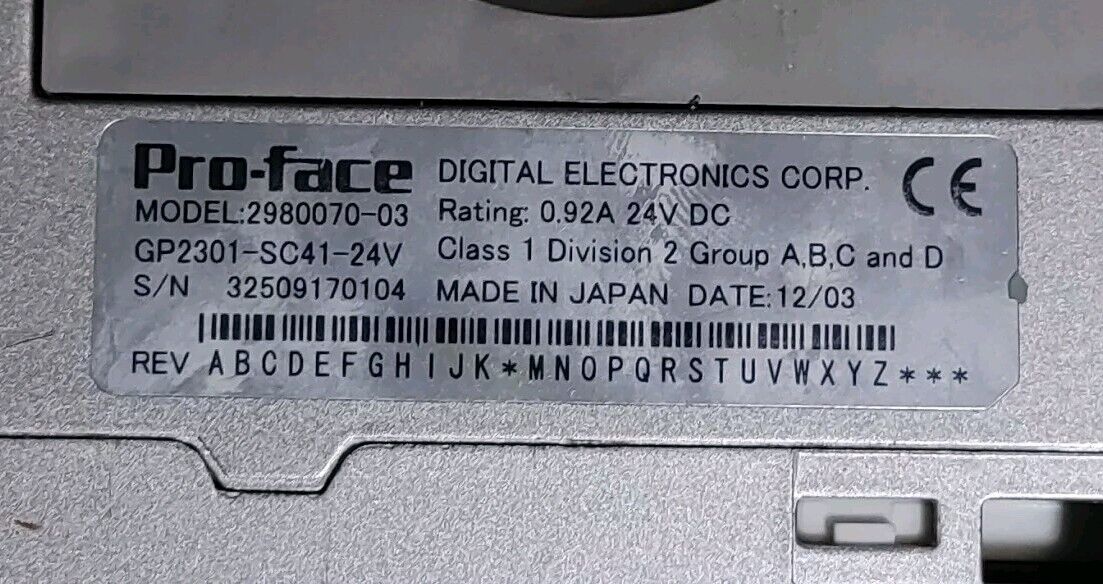 Pro-face DIGITAL ELECTRONICS CORP. CE
MODEL:2980070-03 Rating: 0.92A 24V DC
GP2301-SC41-24V Class 1 Division 2 Group A,B,C and D
S/N 32509170104 MADE IN JAPAN DATE:12/03
REV A B C D E F G H I J K * M N O P Q R S T U V W X Y Z * * *